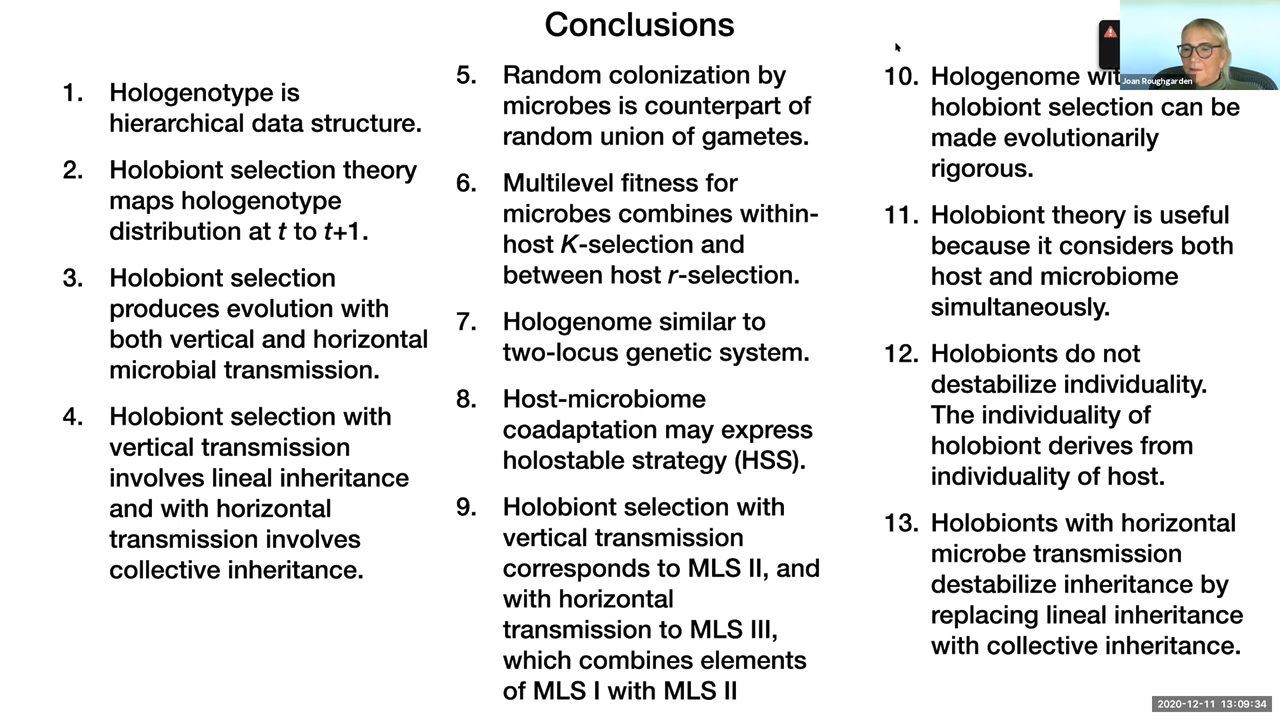 Conclusions
1. Hologenotype is
hierarchical data structure.
2. Holobiont selection theory
maps hologenotype
distribution at t to t+1.
3. Holobiont selection
produces evolution with
both vertical and horizontal
microbial transmission.
4. Holobiont selection with
vertical transmission
involves lineal inheritance
and with horizontal
transmission involves
collective inheritance.
5. Random colonization by
microbes is counterpart of
random union of gametes.
6. Multilevel fitness for
microbes combines within-
host K-selection and
between host r-selection.
7. Hologenome similar to
two-locus genetic system.
8. Host-microbiome
coadaptation may express
holostable strategy (HSS).
9. Holobiont selection with
vertical transmission
corresponds to MLS II, and
with horizontal
transmission to MLS III,
which combines elements
of MLS I with MLS II
10. Hologenome
holobiont selection can be
made evolutionarily
rigorous.
11. Holobiont theory is useful
because it considers both
host and microbiome
simultaneously.
12. Holobionts do not
destabilize individuality.
The individuality of
holobiont derives from
individuality of host.
13. Holobionts with horizontal
microbe transmission
destabilize inheritance by
replacing lineal inheritance
with collective inheritance.
Joan Roughgarden
2020-12-11 13:09:34